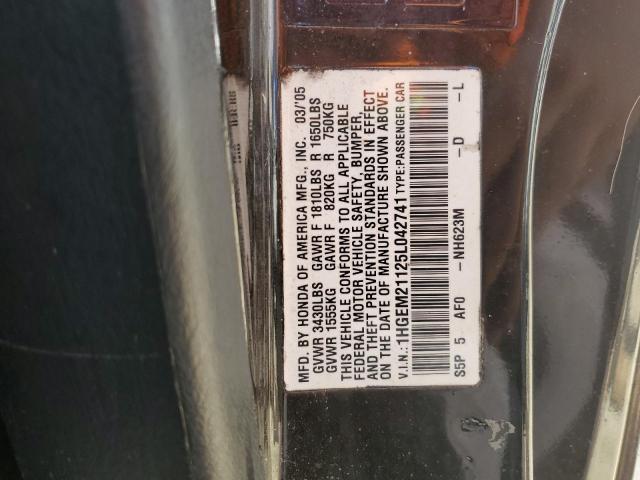 MFD. BY HONDA OF AMERICA MFG., INC. 03/'05
GVWR 3430LBS GAWR F 1810LBS R 1650LBS
GVWR 1555KG GAWR F 820KG R 750KG
THIS VEHICLE CONFORMS TO ALL APPLICABLE
FEDERAL MOTOR VEHICLE SAFETY, BUMPER,
AND THEFT PREVENTION STANDARDS IN EFFECT
ON THE DATE OF MANUFACTURE SHOWN ABOVE.
V.I.N.: 1HGEM21125L042741 TYPE:PASSENGER CAR
S5P 5 AF0 -NH623M -D -L